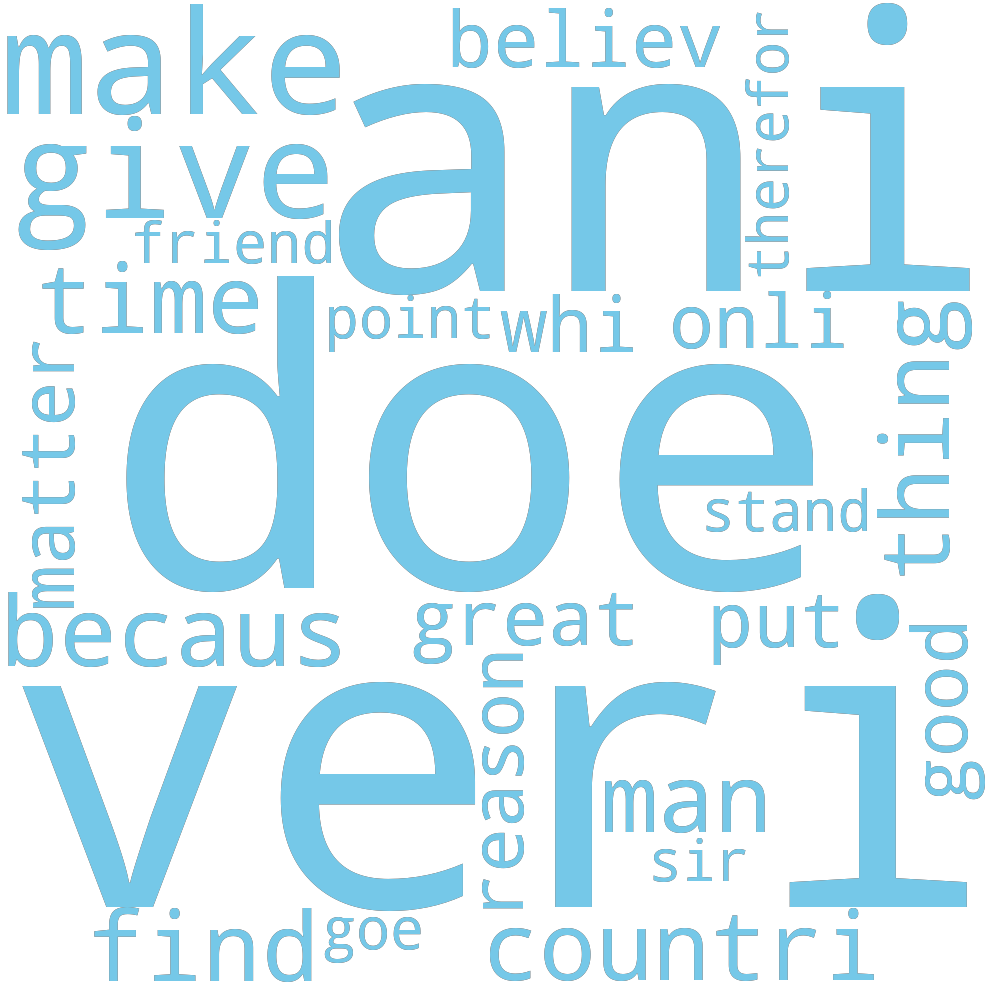 make
believ
therefor
ani
give
friend
time
point
whi
onli
thing
matter
doe
stand
becaus
great
put
good
veri
reason
man
sir
find
goe
countri